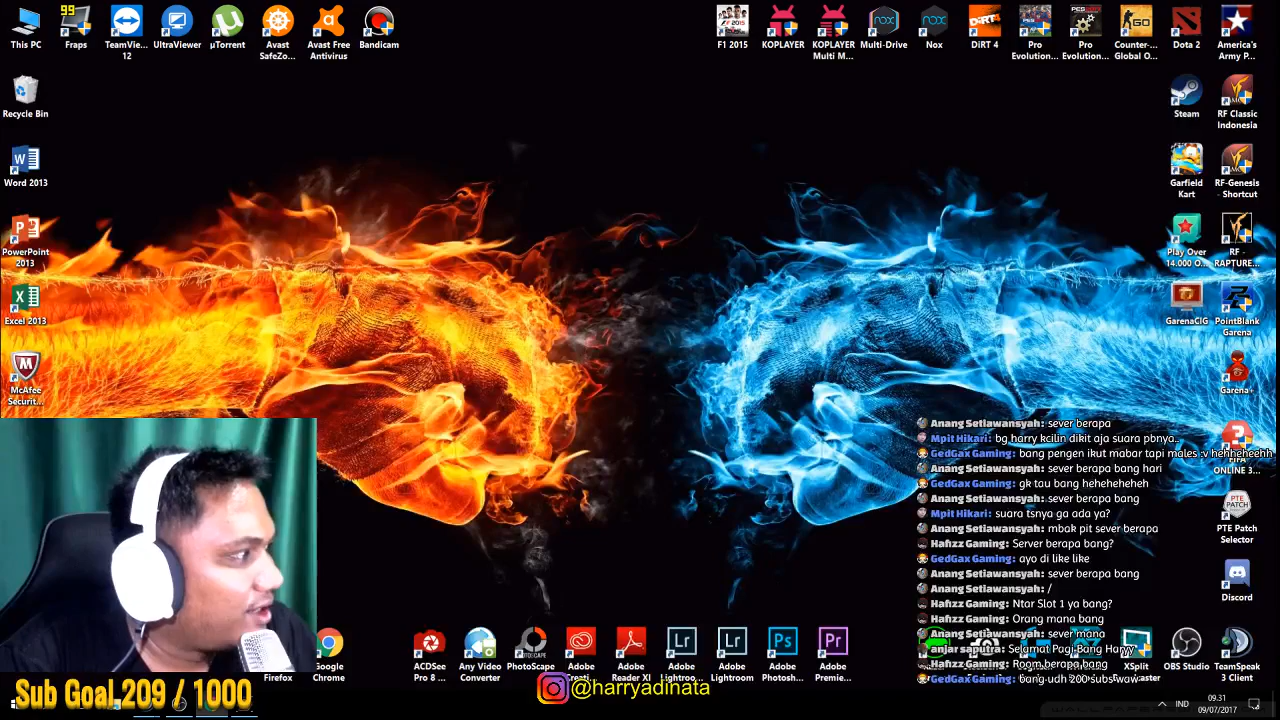 99
This PC
Fraps
TeamVie... 12
UltraViewer
µTorrent
Avast SafeZo...
Avast Free Antivirus
Bandicam
F1 2015
KOPLAYER
KOPLAYER Multi M...
Multi-Drive
Nox
DiRT 4
Pro Evolution...
Pro Evolution...
Counter-... Global O...
Dota 2
America's Army P...
Recycle Bin
Steam
RF Classic Indonesia
Word 2013
Garfield Kart
RF-Genesis - Shortcut
PowerPoint 2013
Play Over 14.000 O...
RF - RAPTURE...
Excel 2013
GarenaCIG
PointBlank Garena
McAfee Securit...
Garena+
ONLINE 3...
PTE Patch Selector
Discord
Anang Setiawansyah: sever berapa
Mpit Hikari: bg harry kcilin dikit aja suara pbnya..
GedGax Gaming: bang pengen ikut mabar tapi males :v hehheheehh
Anang Setiawansyah: sever berapa bang hari
GedGax Gaming: gk tau bang heheheheheh
Anang Setiawansyah: sever berapa bang
Mpit Hikari: suara tsnya ga ada ya?
Anang Setiawansyah: mbak pit sever berapa
Hafizz Gaming: Server berapa bang?
GedGax Gaming: ayo di like like
Anang Setiawansyah: sever berapa bang
Anang Setiawansyah: /
Hafizz Gaming: Ntar Slot 1 ya bang?
Hafizz Gaming: Orang mana bang
Anang Setiawansyah: sever mana
anjar saputra: Selamat Pagi Bang Harry
Hafizz Gaming: Room berapa bang
GedGax Gaming: bang udh 200 subs waw
Firefox
Google Chrome
ACDSee Pro 8 ...
Any Video Converter
PhotoScape
Adobe Creati...
Adobe Reader XI
Adobe Lightroo...
Adobe Lightroom
Adobe Photosh...
Adobe Premie...
XSplit
OBS Studio
TeamSpeak 3 Client
Sub Goal 209 / 1000
@harryadinata
IND
09.31
09/07/2017